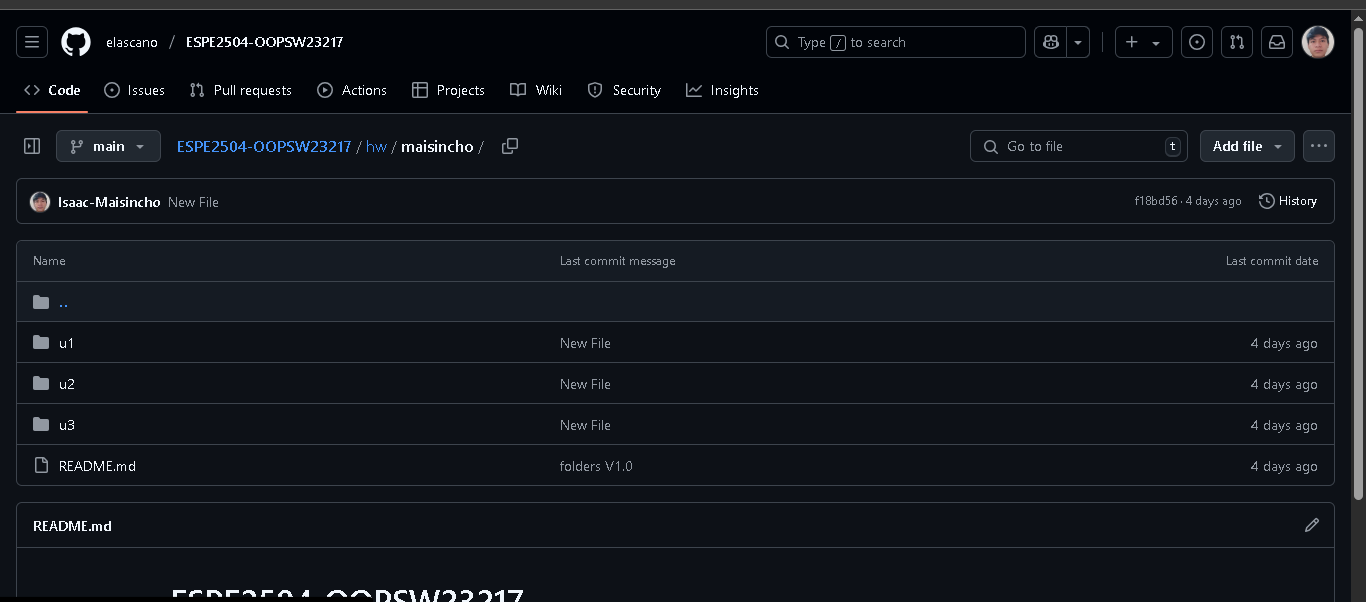 elascano / ESPE2504-OOPSW23217 Type / to search
Code Issues Pull requests Actions Projects Wiki Security Insights
main ESPE2504-OOPSW23217 / hw / maisincho / Go to file t Add file
Isaac-Maisincho New File f18bd56 · 4 days ago History
Name Last commit message Last commit date
..
u1 New File 4 days ago
u2 New File 4 days ago
u3 New File 4 days ago
README.md folders V1.0 4 days ago
README.md
ESPE2504-OOPSW23217